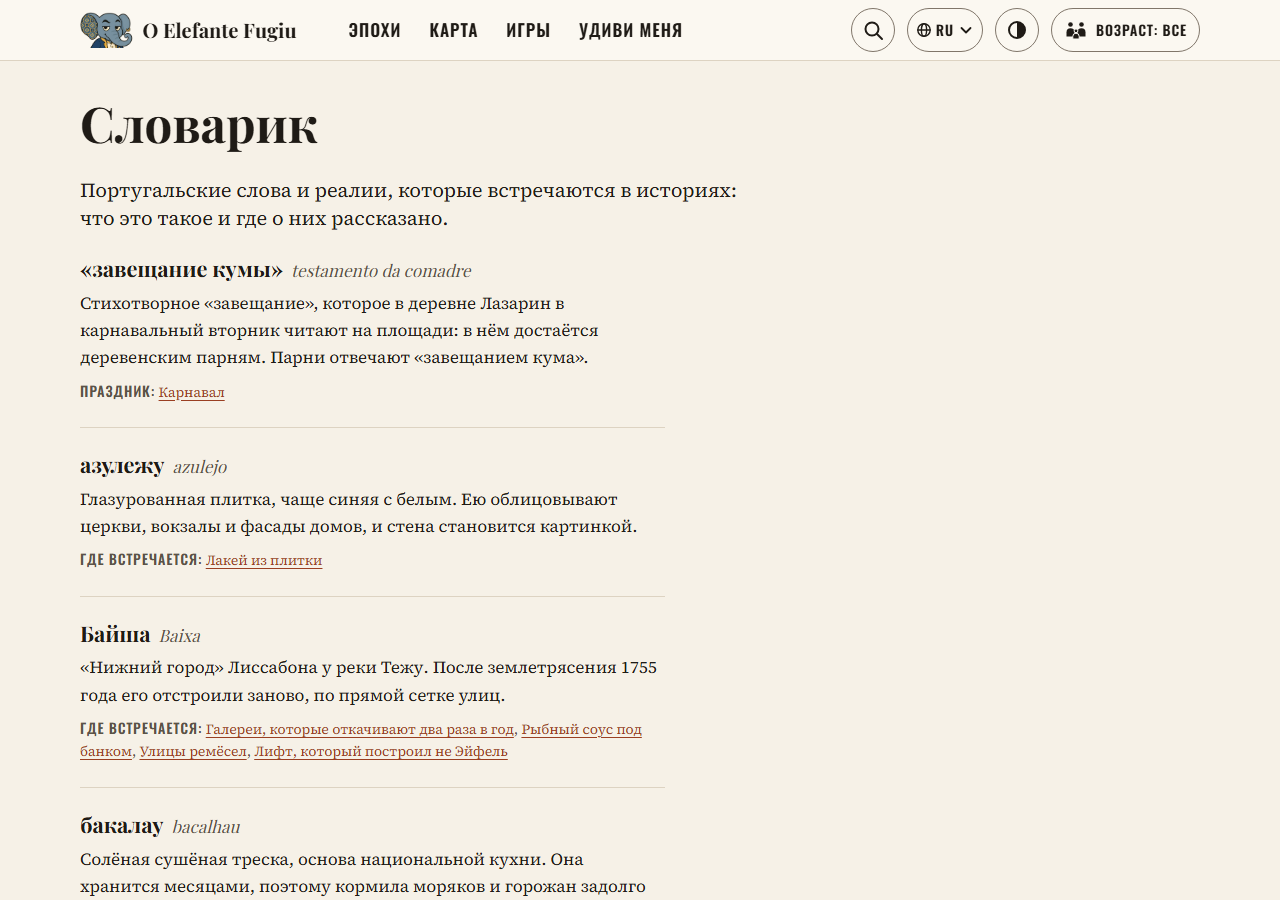 O Elefante Fugiu ЭПОХИ КАРТА ИГРЫ УДИВИ МЕНЯ RU ВОЗРАСТ: ВСЕ
Словарик
Португальские слова и реалии, которые встречаются в историях:
что это такое и где о них рассказано.
«завещание кумы» testamento da comadre
Стихотворное «завещание», которое в деревне Лазарин в
карнавальный вторник читают на площади: в нём достаётся
деревенским парням. Парни отвечают «завещанием кума».
ПРАЗДНИК: Карнавал
азулежу azulejo
Глазурованная плитка, чаще синяя с белым. Ею облицовывают
церкви, вокзалы и фасады домов, и стена становится картинкой.
ГДЕ ВСТРЕЧАЕТСЯ: Лакей из плитки
Байша Baixa
«Нижний город» Лиссабона у реки Тежу. После землетрясения 1755
года его отстроили заново, по прямой сетке улиц.
ГДЕ ВСТРЕЧАЕТСЯ: Галереи, которые откачивают два раза в год, Рыбный соус под
банком, Улицы ремёсел, Лифт, который построил не Эйфель
бакалау bacalhau
Солёная сушёная треска, основа национальной кухни. Она
хранится месяцами, поэтому кормила моряков и горожан задолго